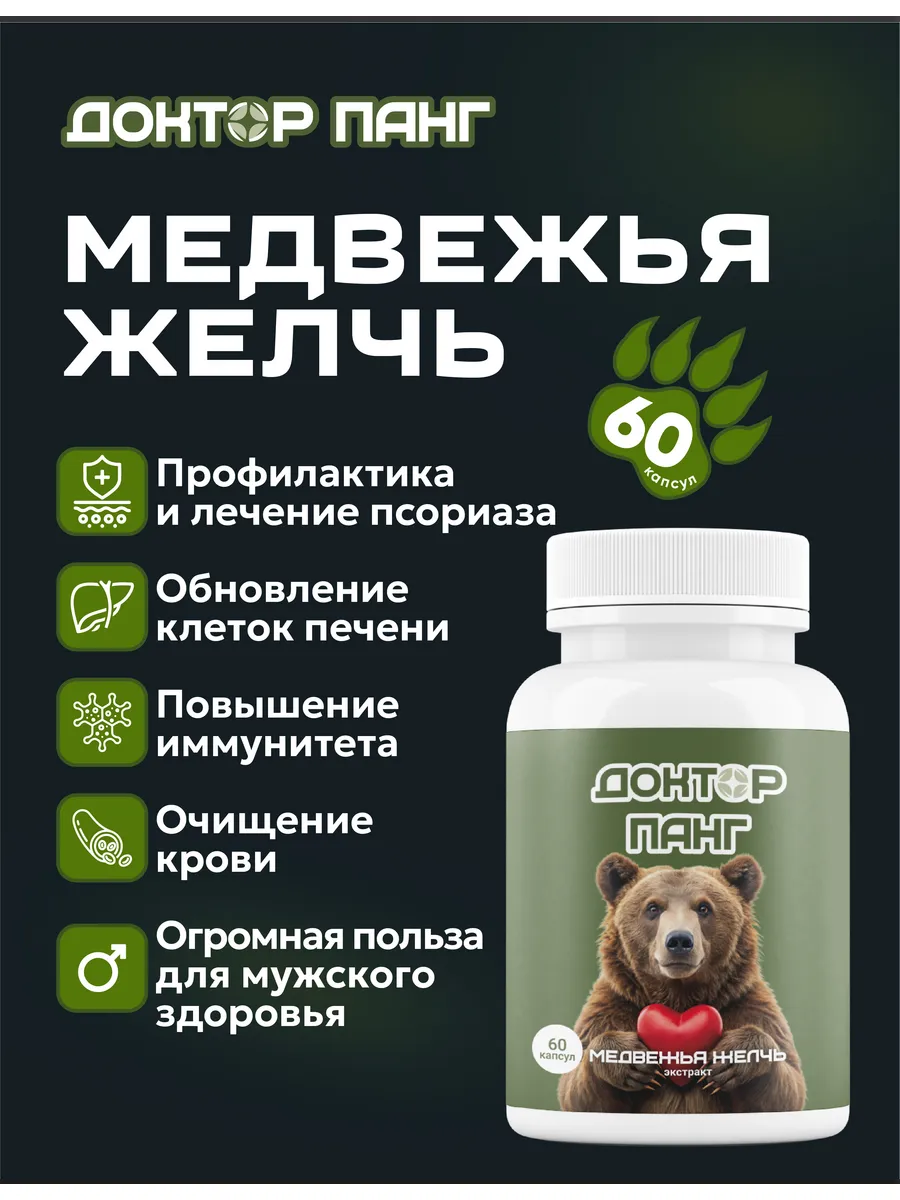 ДОКТОР ПАНГ
МЕДВЕЖЬЯ
ЖЕЛЧЬ
60
капсул
Профилактика
и лечение псориаза
Обновление
клеток печени
Повышение
иммунитета
Очищение
крови
Огромная польза
для мужского
здоровья
ДОКТОР
ПАНГ
60
капсул
МЕДВЕЖЬЯ ЖЕЛЧЬ
экстракт